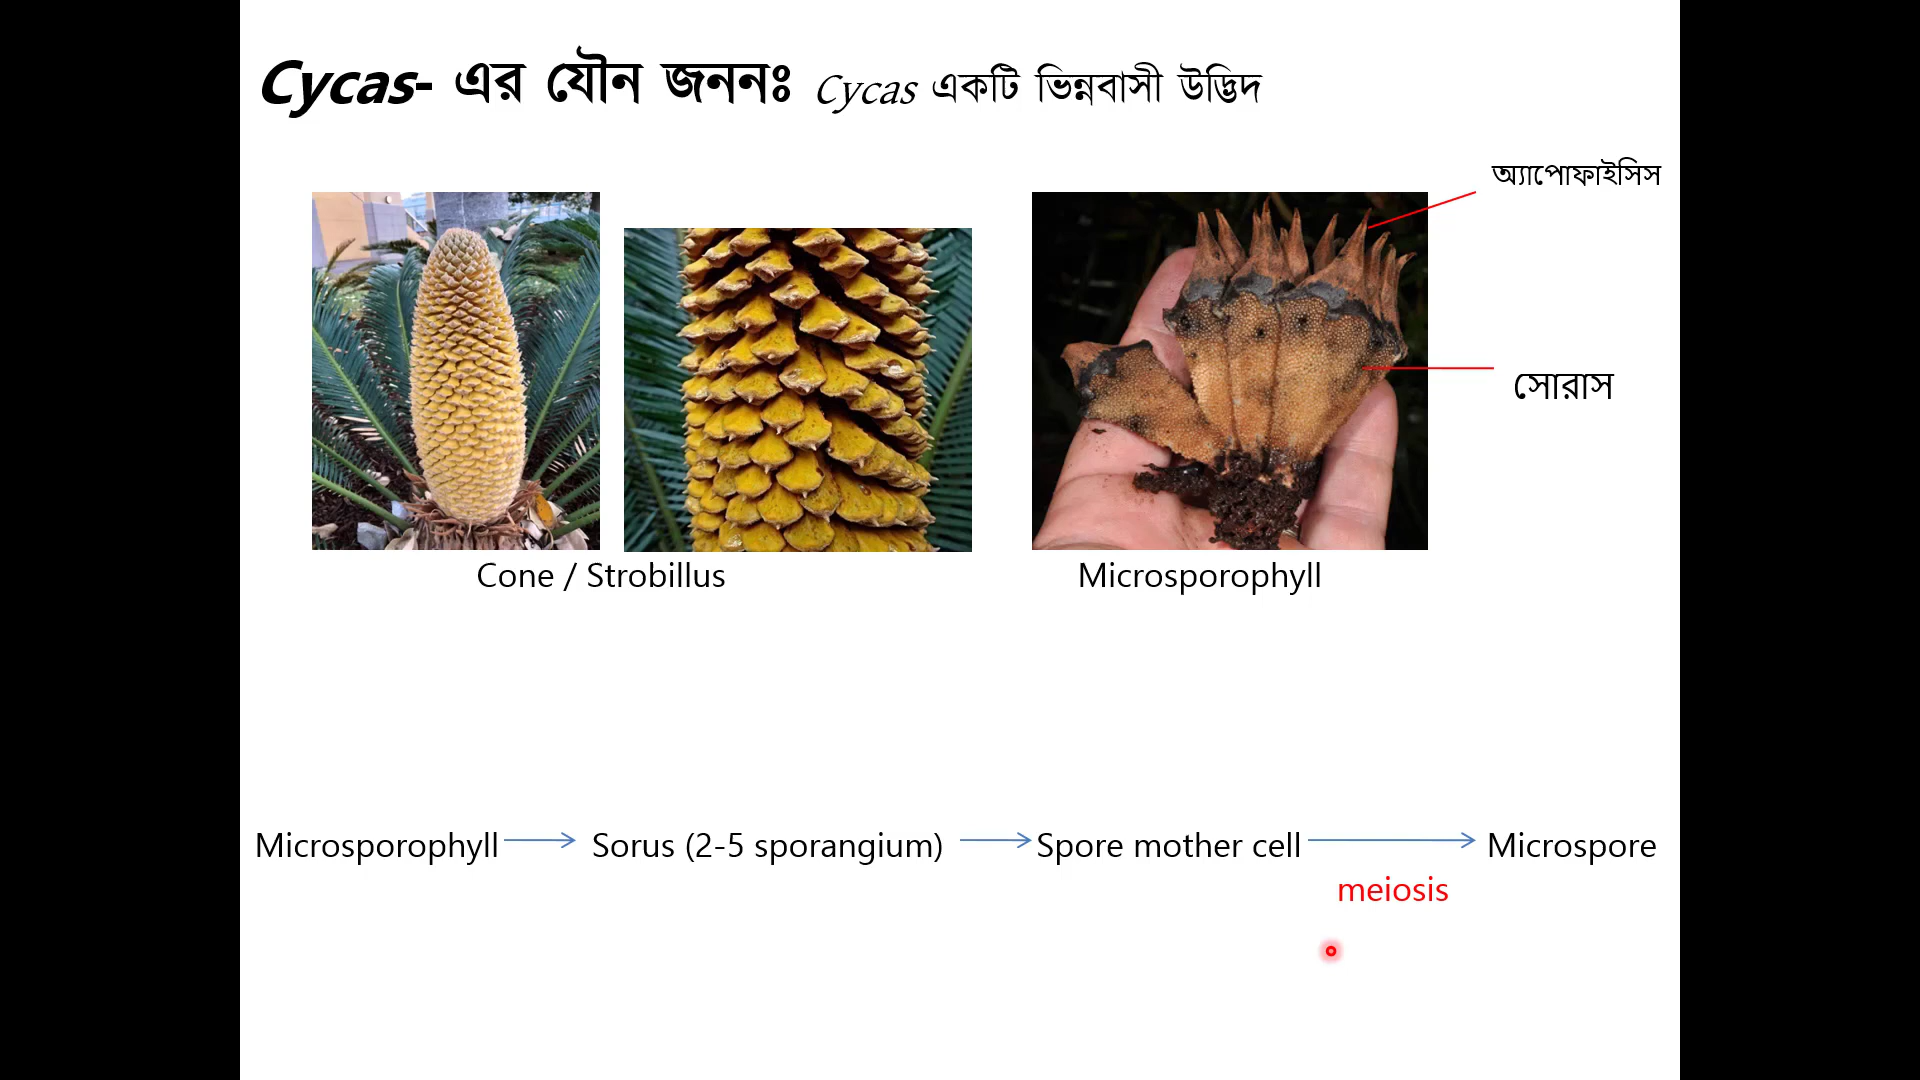 Cycas- এর যৌন জননঃ Cycas একটি ভিন্নবাসী উদ্ভিদ
অ্যাপোফাইসিস
সোরাস
Cone / Strobillus
Microsporophyll
Microsporophyll Sorus (2-5 sporangium) Spore mother cell Microspore
meiosis